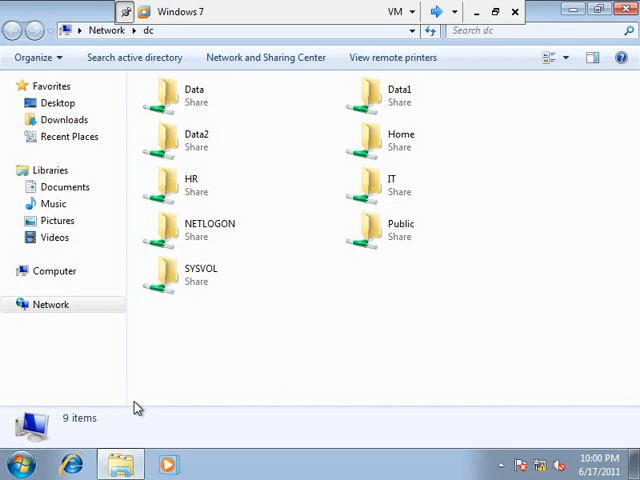 Windows 7
VM
Network
dc
Search dc
Organize
Search active directory
Network and Sharing Center
View remote printers
Favorites
Desktop
Downloads
Recent Places
Libraries
Documents
Music
Pictures
Videos
Computer
Network
Data
Share
Data1
Share
Data2
Share
Home
Share
HR
Share
IT
Share
NETLOGON
Share
Public
Share
SYSVOL
Share
9 items
10:00 PM
6/17/2011